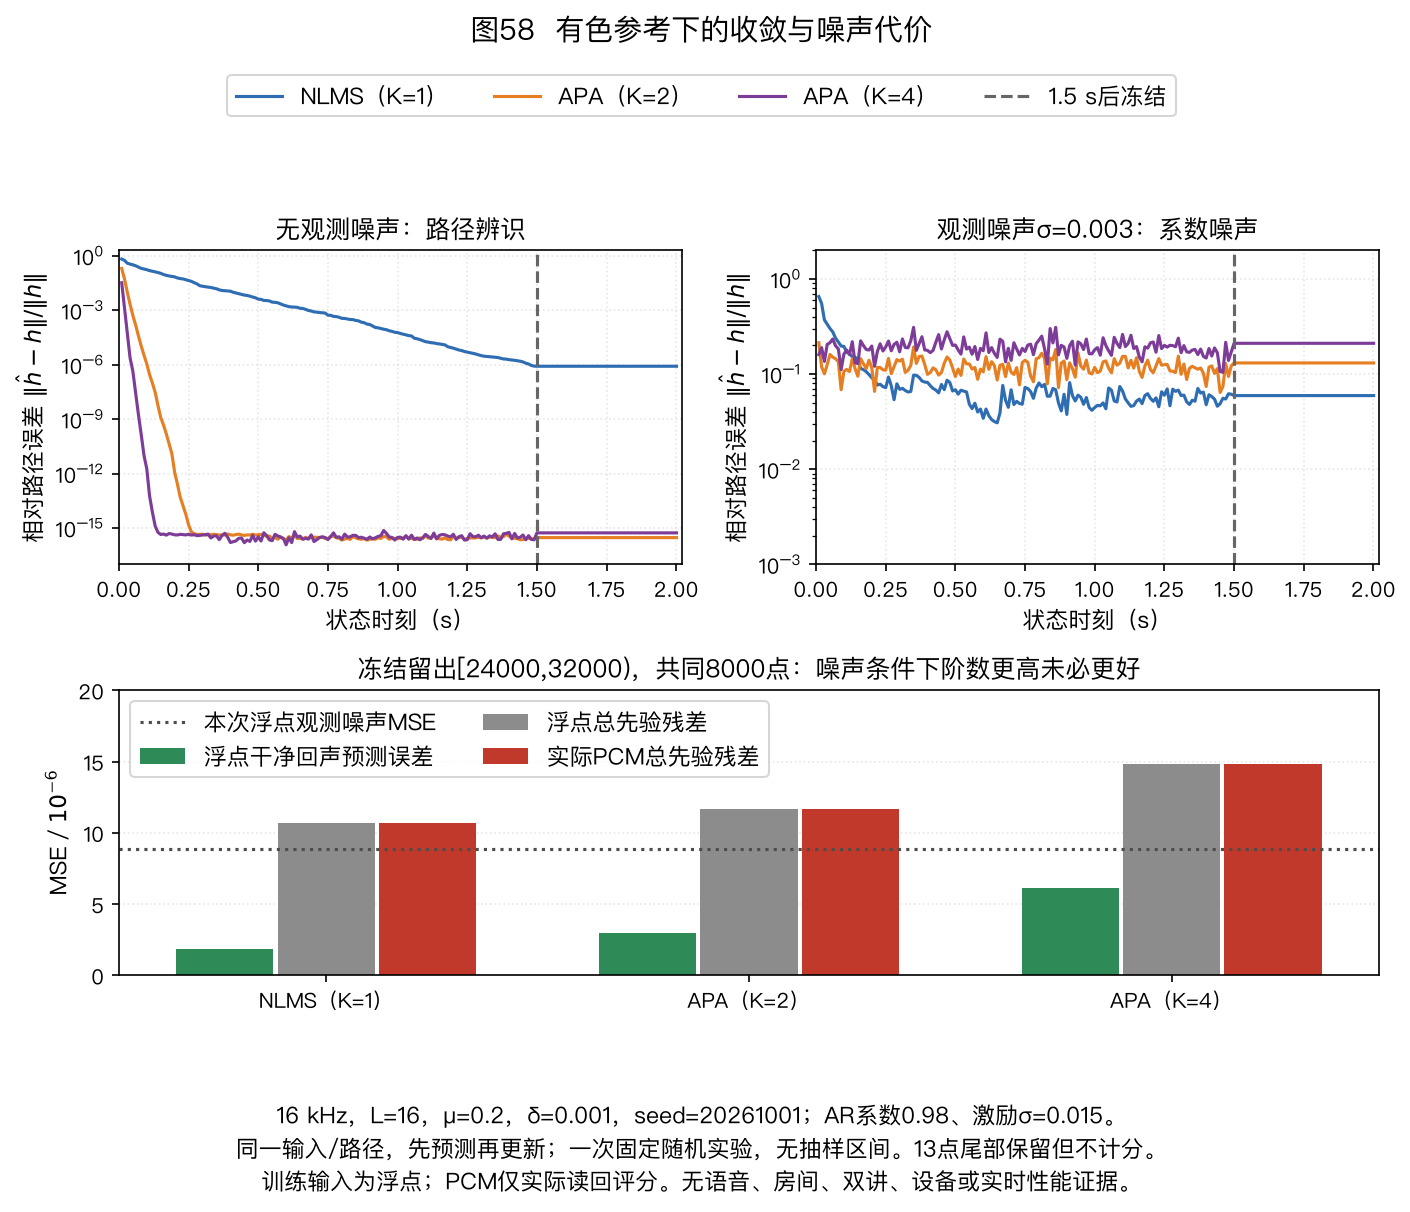 图58 有色参考下的收敛与噪声代价
NLMS（K=1） APA（K=2） APA（K=4） 1.5 s后冻结
无观测噪声：路径辨识
相对路径误差 ‖ĥ − h‖/‖h‖
10⁰
10⁻³
10⁻⁶
10⁻⁹
10⁻¹²
10⁻¹⁵
0.00 0.25 0.50 0.75 1.00 1.25 1.50 1.75 2.00
状态时刻（s）
观测噪声σ=0.003：系数噪声
相对路径误差 ‖ĥ − h‖/‖h‖
10⁰
10⁻¹
10⁻²
10⁻³
0.00 0.25 0.50 0.75 1.00 1.25 1.50 1.75 2.00
状态时刻（s）
冻结留出[24000,32000)，共同8000点：噪声条件下阶数更高未必更好
MSE / 10⁻⁶
20
15
10
5
0
本次浮点观测噪声MSE 浮点总先验残差
浮点干净回声预测误差 实际PCM总先验残差
NLMS（K=1） APA（K=2） APA（K=4）
16 kHz，L=16，μ=0.2，δ=0.001，seed=20261001；AR系数0.98、激励σ=0.015。
同一输入/路径，先预测再更新；一次固定随机实验，无抽样区间。13点尾部保留但不计分。
训练输入为浮点；PCM仅实际读回评分。无语音、房间、双讲、设备或实时性能证据。